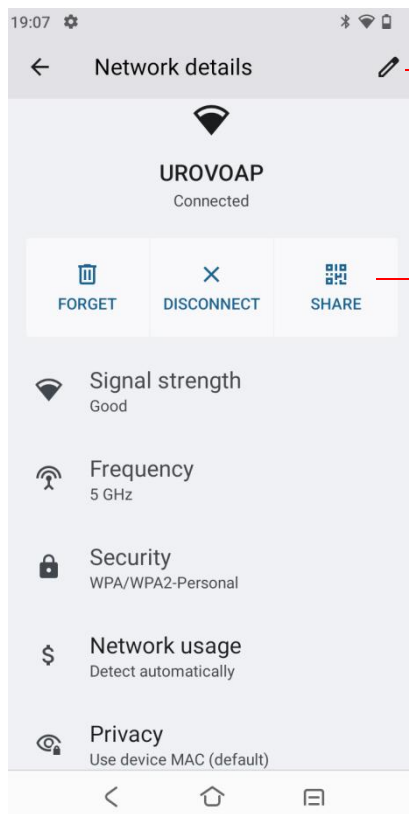 19:07
Network details
UROVOAP
Connected
FORGET DISCONNECT SHARE
Signal strength
Good
Frequency
5 GHz
Security
WPA/WPA2-Personal
Network usage
Detect automatically
Privacy
Use device MAC (default)